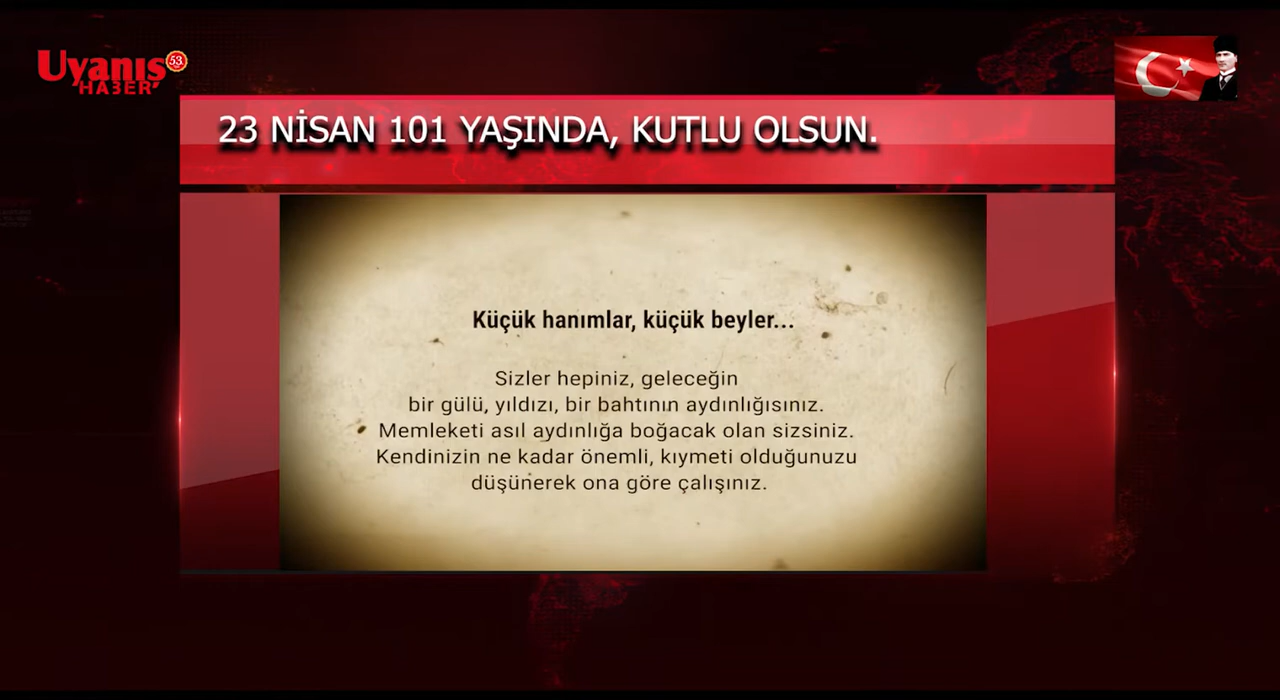 Uyanış
53.
HABER
23 NİSAN 101 YAŞINDA, KUTLU OLSUN.
Küçük hanımlar, küçük beyler...
Sizler hepiniz, geleceğin
bir gülü, yıldızı, bir bahtının aydınlığısınız.
Memleketi asıl aydınlığa boğacak olan sizsiniz.
Kendinizin ne kadar önemli, kıymeti olduğunuzu
düşünerek ona göre çalışınız.